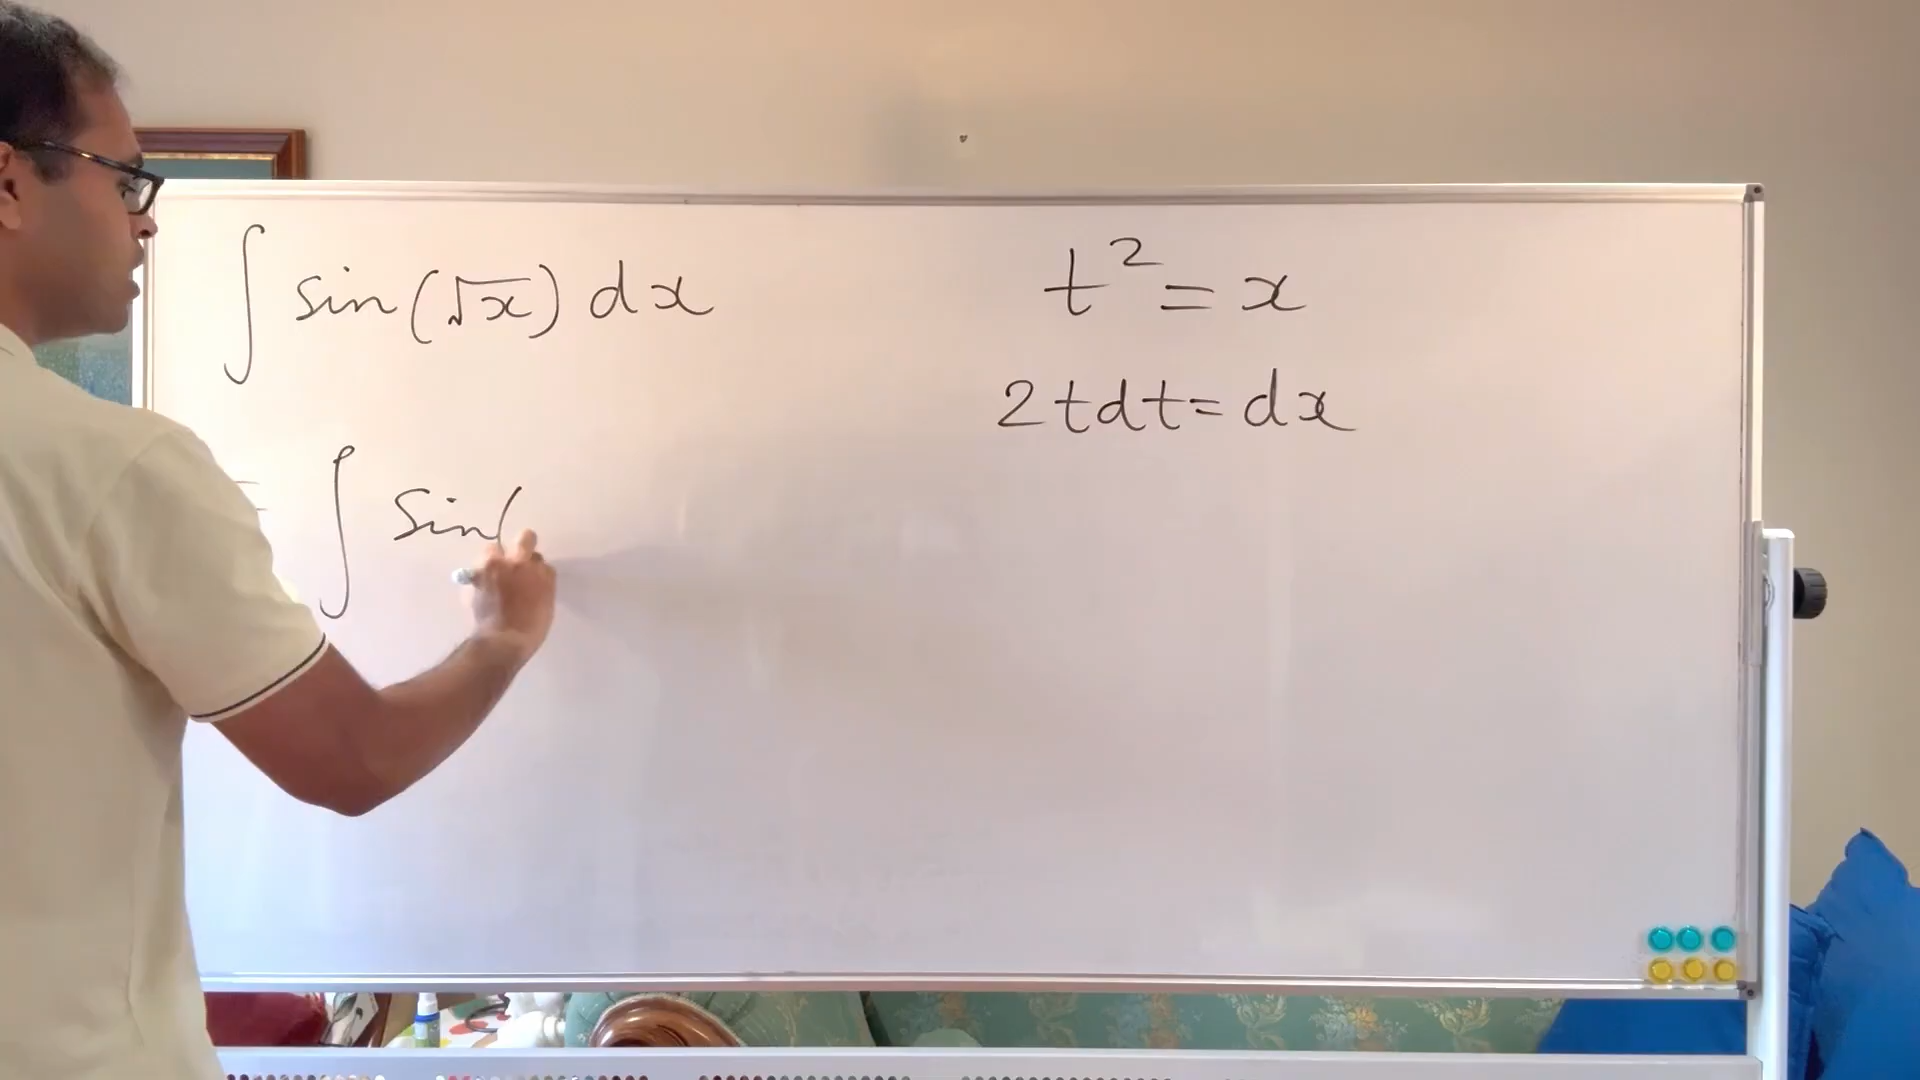 ∫ sin(√x) dx
t² = x
2tdt = dx
= ∫ sin(